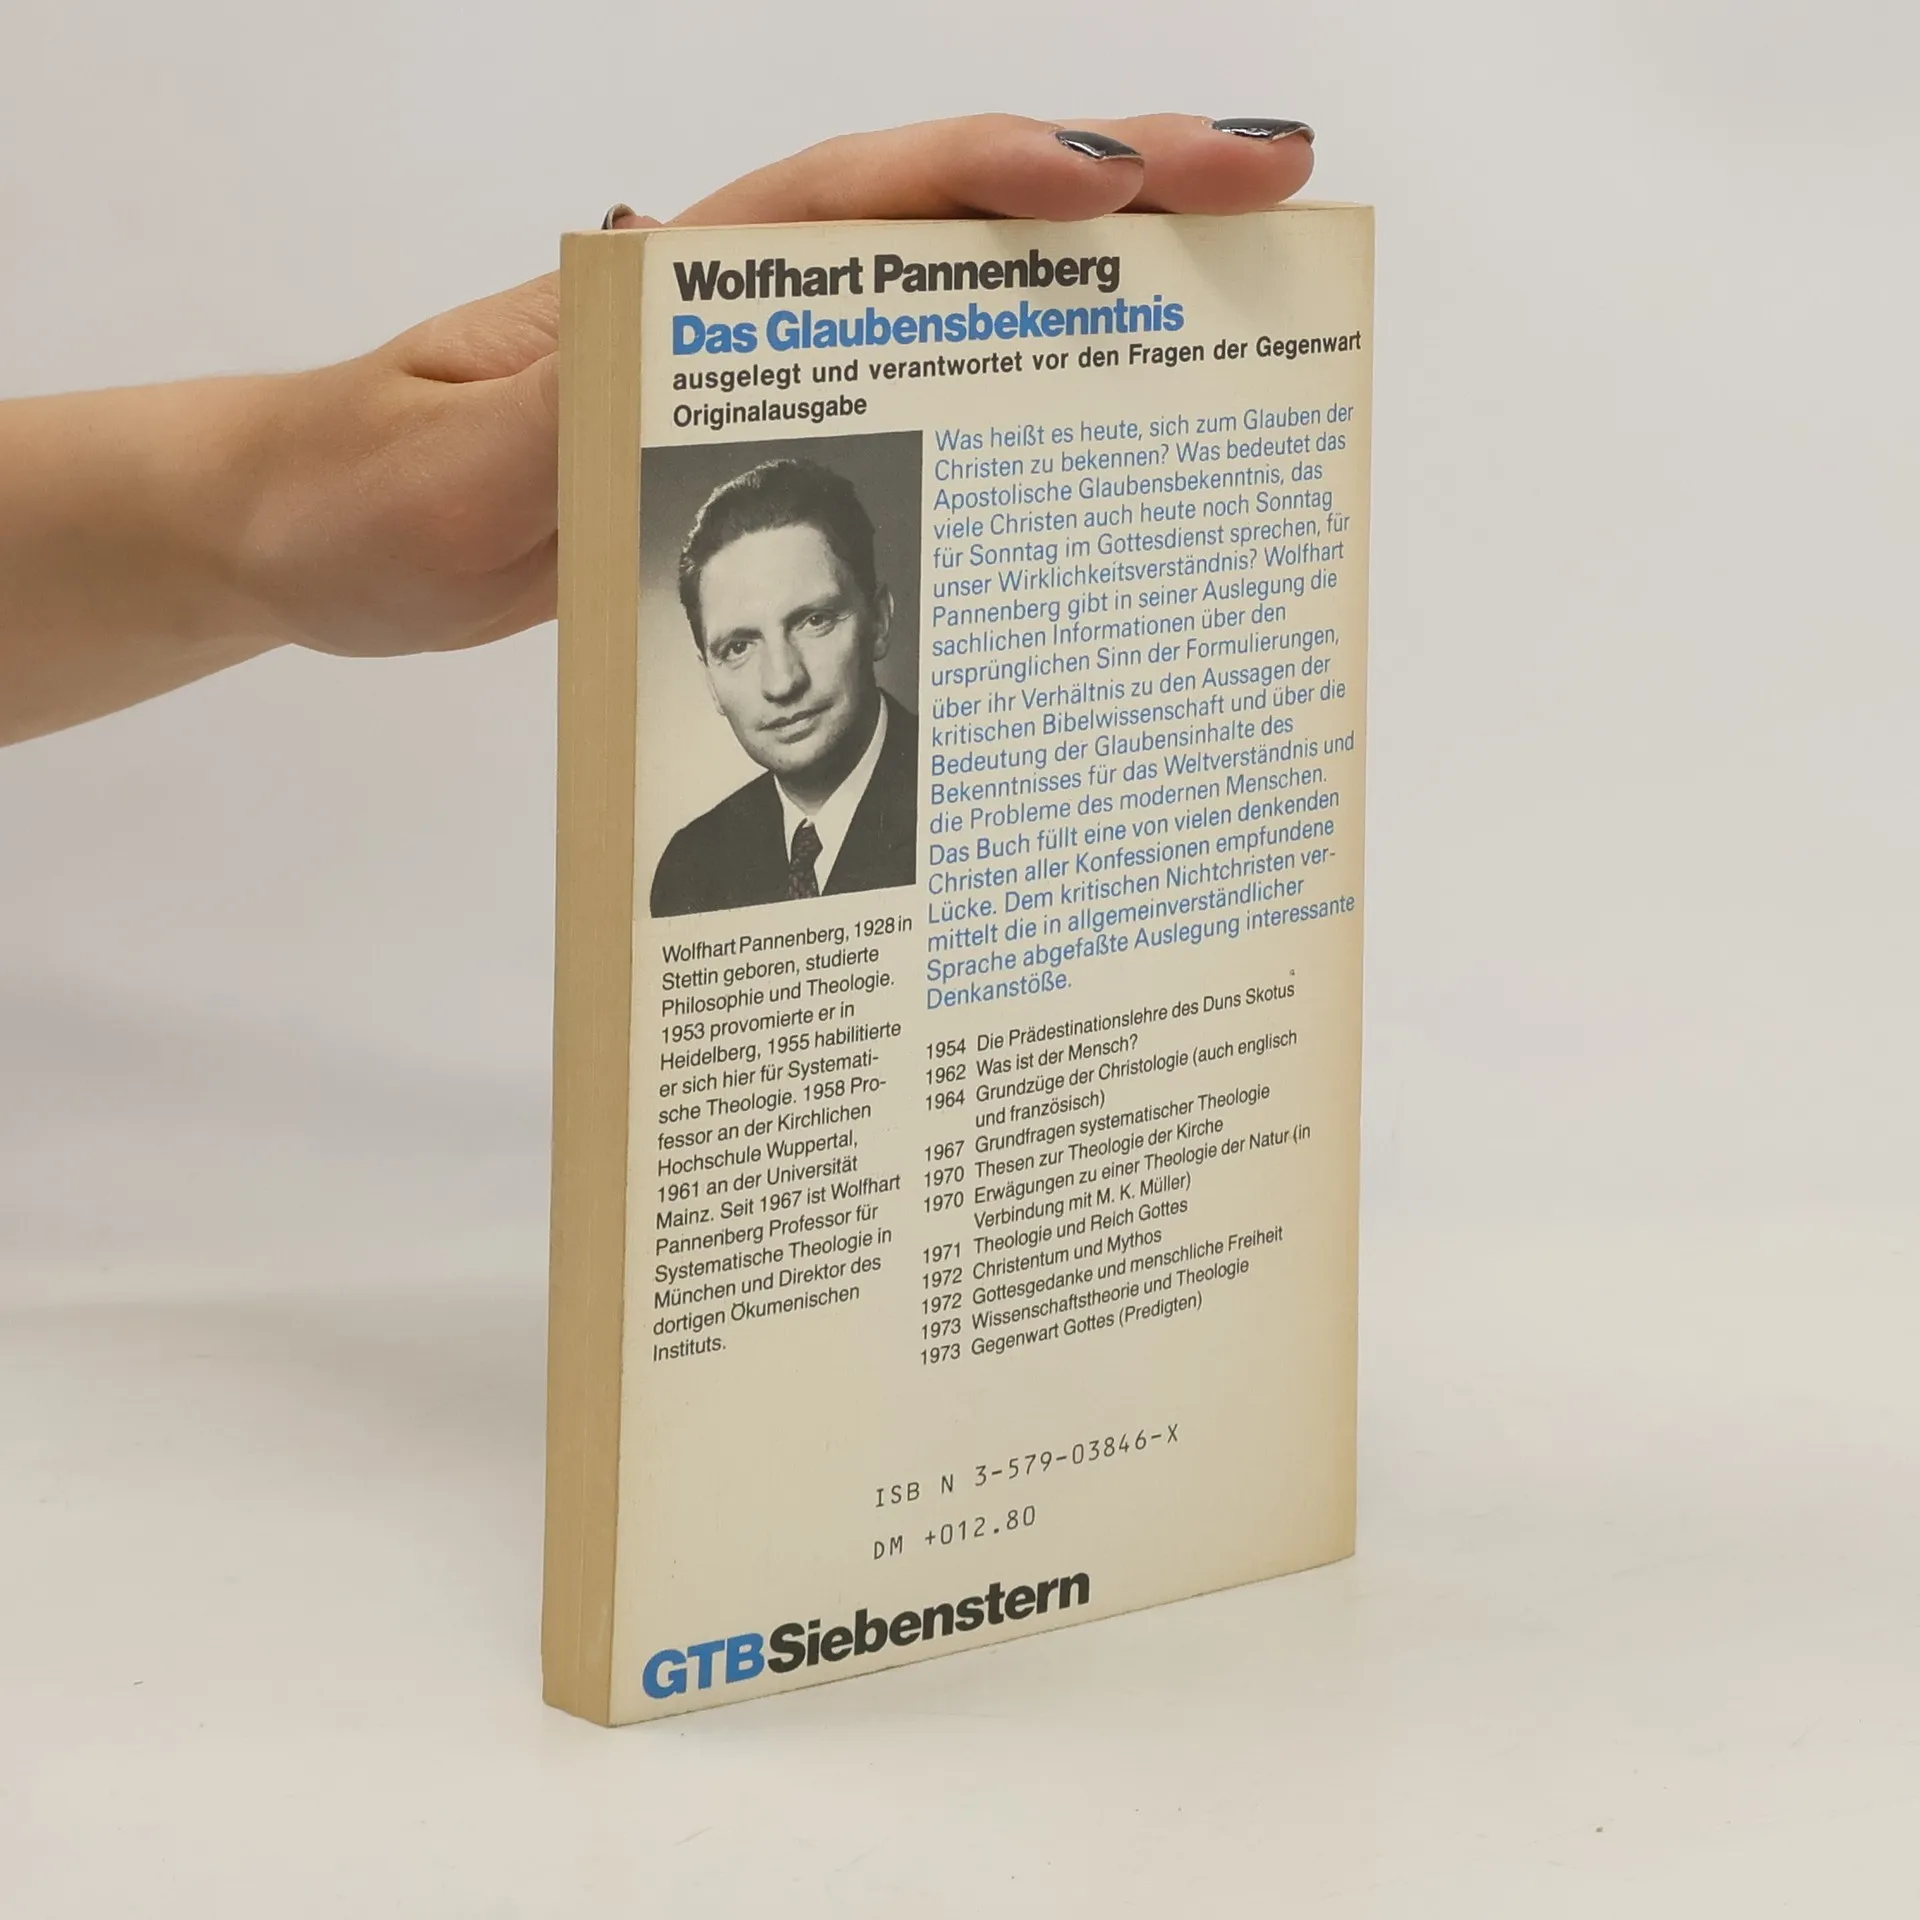 Wolfhart Pannenberg
Das Glaubensbekenntnis
ausgelegt und verantwortet vor den Fragen der Gegenwart
Originalausgabe
Was heißt es heute, sich zum Glauben der
Christen zu bekennen? Was bedeutet das
Apostolische Glaubensbekenntnis, das
viele Christen auch heute noch Sonntag
für Sonntag im Gottesdienst sprechen, für
unser Wirklichkeitsverständnis? Wolfhart
Pannenberg gibt in seiner Auslegung die
sachlichen Informationen über den
ursprünglichen Sinn der Formulierungen,
über ihr Verhältnis zu den Aussagen der
kritischen Bibelwissenschaft und über die
Bedeutung der Glaubensinhalte des
Bekenntnisses für das Weltverständnis und
die Probleme des modernen Menschen.
Das Buch füllt eine von vielen denkenden
Christen aller Konfessionen empfundene
Lücke. Dem kritischen Nichtchristen ver-
mittelt die in allgemeinverständlicher
Sprache abgefaßte Auslegung interessante
Denkanstöße.
Wolfhart Pannenberg, 1928 in
Stettin geboren, studierte
Philosophie und Theologie.
1953 provomierte er in
Heidelberg, 1955 habilitierte
er sich hier für Systemati-
sche Theologie. 1958 Pro-
fessor an der Kirchlichen
Hochschule Wuppertal,
1961 an der Universität
Mainz. Seit 1967 ist Wolfhart
Pannenberg Professor für
Systematische Theologie in
München und Direktor des
dortigen Ökumenischen
Instituts.
1954 Die Prädestinationslehre des Duns Skotus
1962 Was ist der Mensch?
1964 Grundzüge der Christologie (auch englisch
und französisch)
1967 Grundfragen systematischer Theologie
1970 Thesen zur Theologie der Kirche
1970 Erwägungen zu einer Theologie der Natur (in
Verbindung mit M. K. Müller)
1971 Theologie und Reich Gottes
1972 Christentum und Mythos
1972 Gottesgedanke und menschliche Freiheit
1973 Wissenschaftstheorie und Theologie
1973 Gegenwart Gottes (Predigten)
ISB N 3-579-03846-X
DM +012.80
GTBSiebenstern